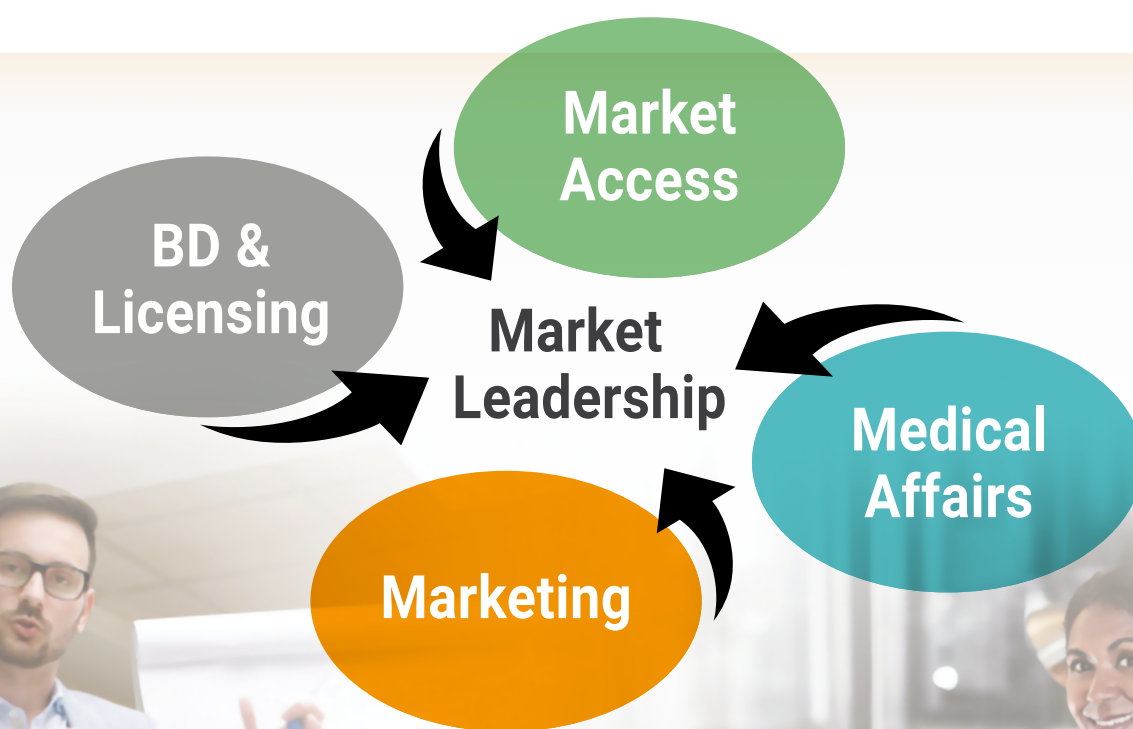 Market
Access
BD &
Licensing
Market
Leadership
Medical
Affairs
Marketing